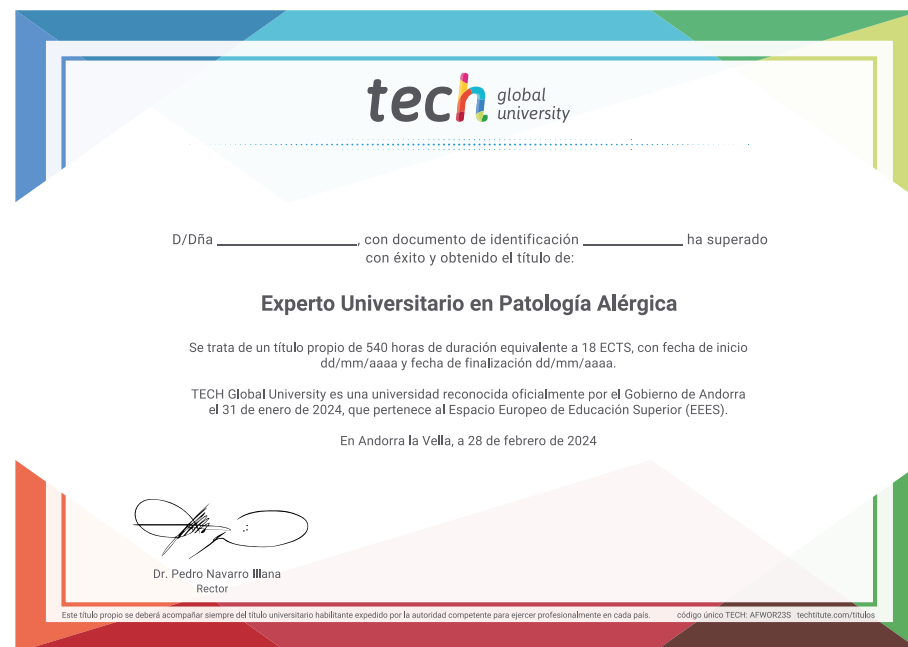 tech global university
D/Dña ____________________, con documento de identificación ______________ ha superado
con éxito y obtenido el título de:
Experto Universitario en Patología Alérgica
Se trata de un título propio de 540 horas de duración equivalente a 18 ECTS, con fecha de inicio
dd/mm/aaaa y fecha de finalización dd/mm/aaaa.
TECH Global University es una universidad reconocida oficialmente por el Gobierno de Andorra
el 31 de enero de 2024, que pertenece al Espacio Europeo de Educación Superior (EEES).
En Andorra la Vella, a 28 de febrero de 2024
Dr. Pedro Navarro Illana
Rector
Este título propio se deberá acompañar siempre del título universitario habilitante expedido por la autoridad competente para ejercer profesionalmente en cada país. código único TECH: AFWOR23S techtitute.com/títulos